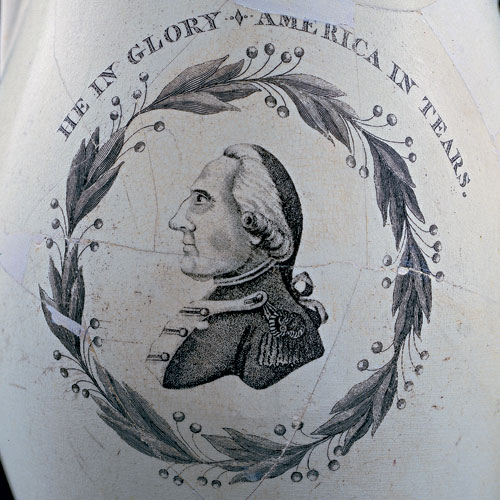 HE IN GLORY ⟡ AMERICA IN TEARS.